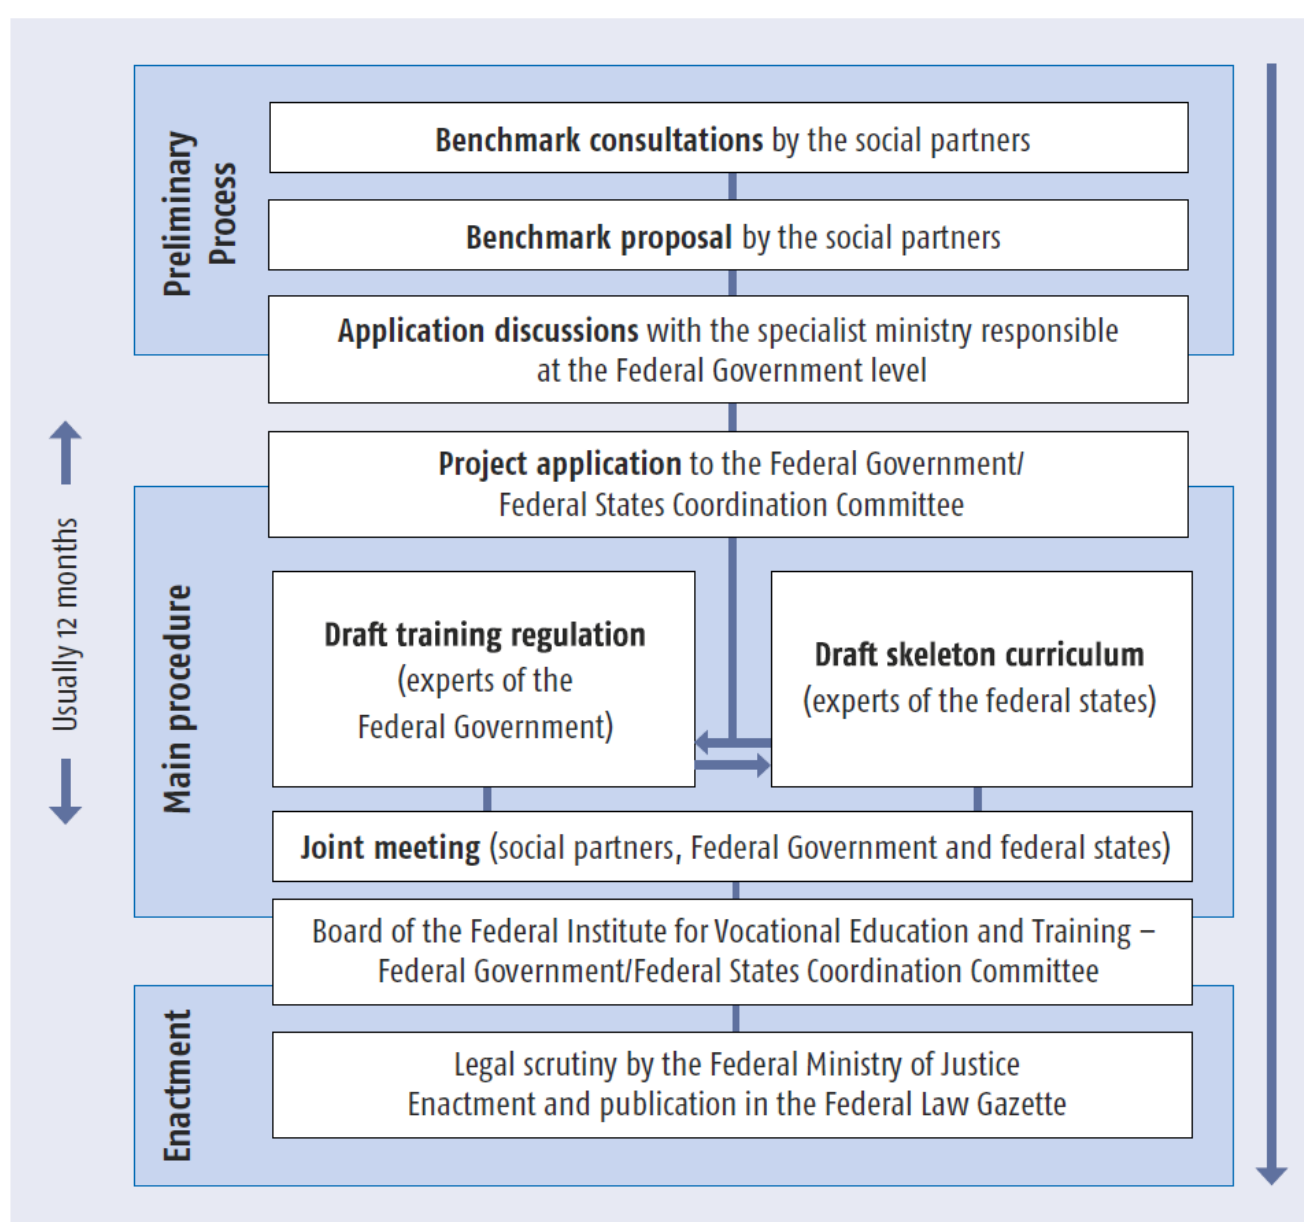 Preliminary
Process
Benchmark consultations by the social partners
Benchmark proposal by the social partners
Application discussions with the specialist ministry responsible
at the Federal Government level
Usually 12 months
Main procedure
Project application to the Federal Government/
Federal States Coordination Committee
Draft training regulation
(experts of the
Federal Government)
Draft skeleton curriculum
(experts of the federal states)
Joint meeting (social partners, Federal Government and federal states)
Board of the Federal Institute for Vocational Education and Training –
Federal Government/Federal States Coordination Committee
Enactment
Legal scrutiny by the Federal Ministry of Justice
Enactment and publication in the Federal Law Gazette